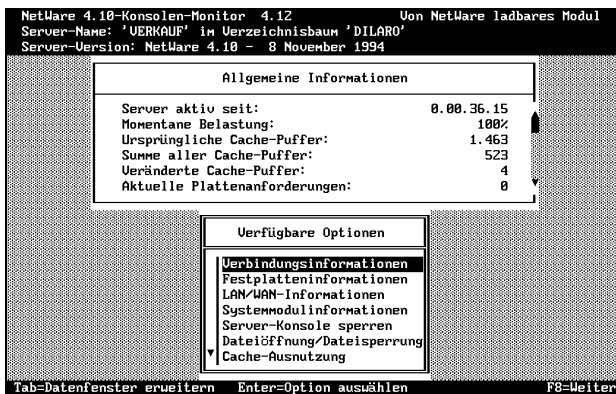 NetWare 4.10-Konsolen-Monitor 4.12 Von NetWare ladbares Modul
Server-Name: 'VERKAUF' im Verzeichnisbaum 'DILARO'
Server-Version: NetWare 4.10 - 8 November 1994
Allgemeine Informationen
Server aktiv seit: 0.00.36.15
Momentane Belastung: 100%
Ursprüngliche Cache-Puffer: 1.463
Summe aller Cache-Puffer: 523
Veränderte Cache-Puffer: 4
Aktuelle Plattenanforderungen: 0
Verfügbare Optionen
Verbindungsinformationen
Festplatteninformationen
LAN/WAN-Informationen
Systemmodulinformationen
Server-Konsole sperren
Dateiöffnung/Dateisperrung
Cache-Ausnutzung
Tab=Datenfenster erweitern Enter=Option auswählen F8=Weiter